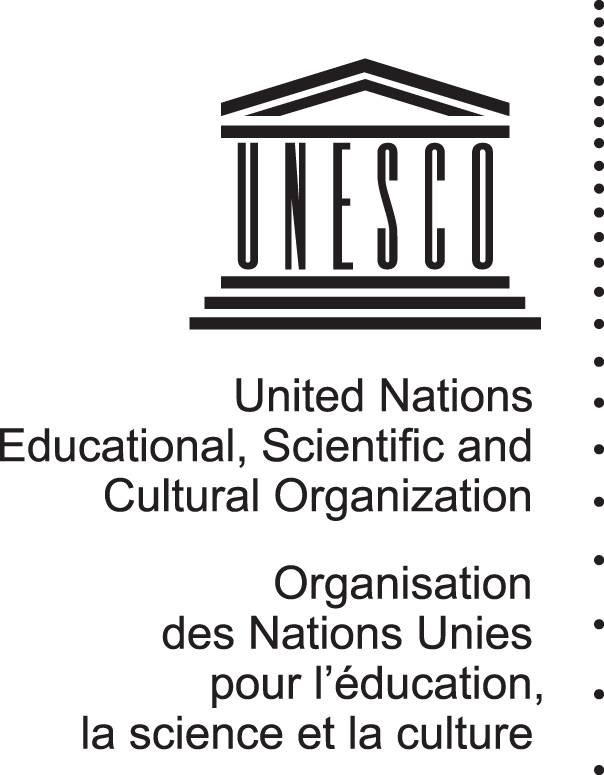 UNESCO
United Nations
Educational, Scientific and
Cultural Organization
Organisation
des Nations Unies
pour l’éducation,
la science et la culture